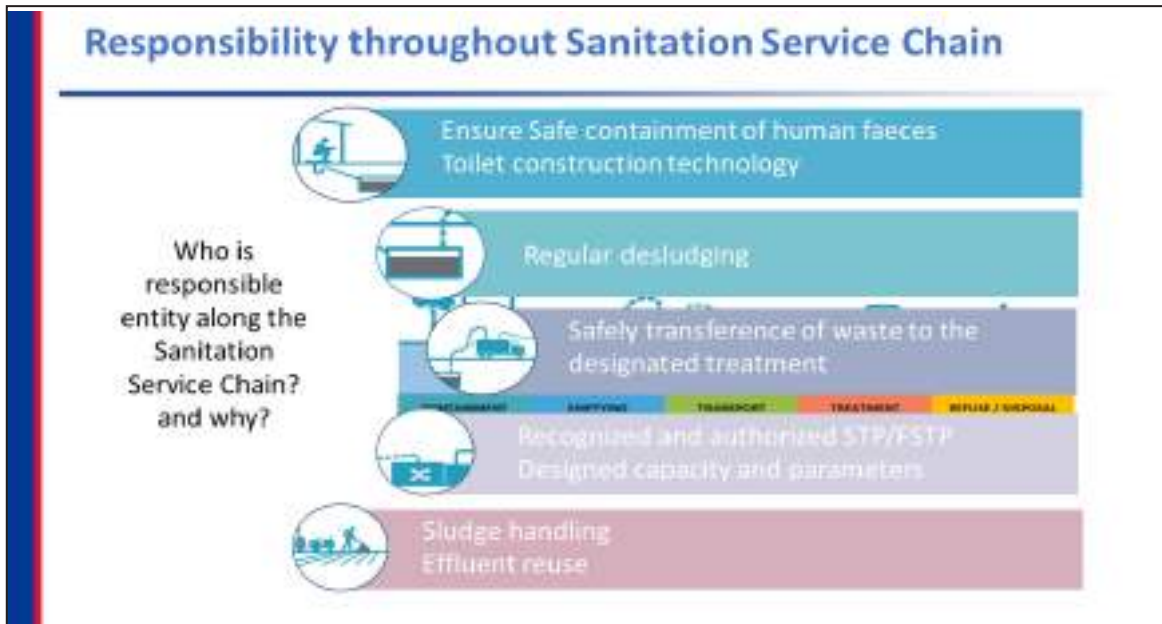 Responsibility throughout Sanitation Service Chain
Ensure Safe containment of human faeces
Toilet construction technology
Who is
responsible
entity along the
Sanitation
Service Chain?
and why?
Regular desludging
Safely transference of waste to the
designated treatment
CONTAINMENT EMPTYING TRANSPORT TREATMENT REUSE / DISPOSAL
Recognized and authorized STP/FSTP
Designed capacity and parameters
Sludge handling
Effluent reuse